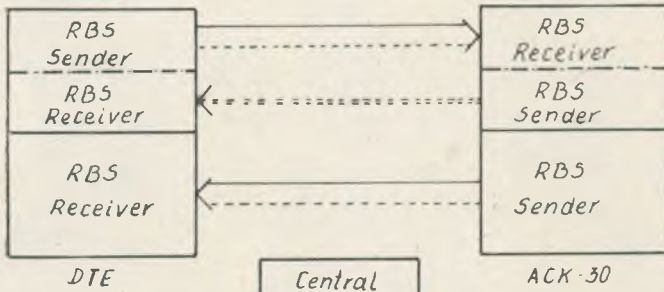 RBS
Sender
RBS
Receiver
RBS
Receiver
RBS
Sender
RBS
Receiver
RBS
Sender
DTE
Central
ACK-30